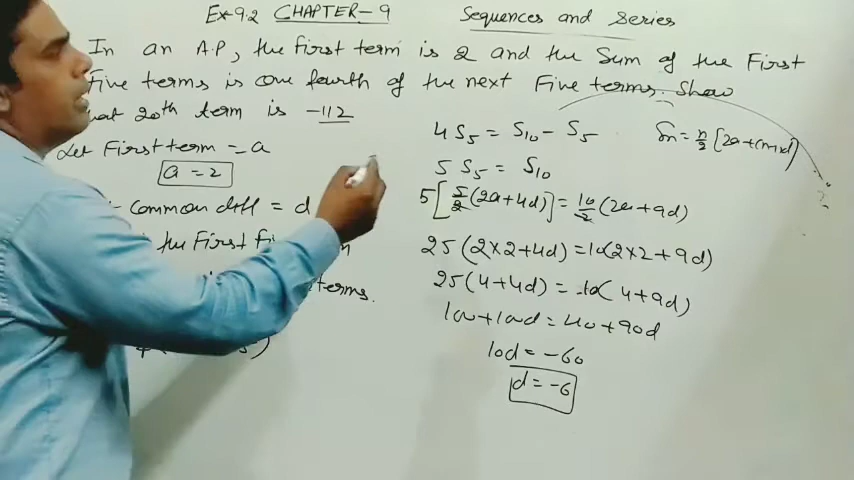 Ex-9.2 CHAPTER-9 Sequences and Series
In an A.P, the first term is 2 and the Sum of the First
Five terms is one fourth of the next Five terms. Show
20th term is -112
Let First term = a
a = 2
common diff = d
the First
terms.
4 S5 = S10 - S5
Sn = n/2 [2a+(n-1)d]
5 S5 = S10
5[5/2(2a+4d)] = 10/2(2a+9d)
25(2×2+4d) = 10(2×2+9d)
25(4+4d) = 10(4+9d)
100+100d = 40+90d
10d = -60
d = -6